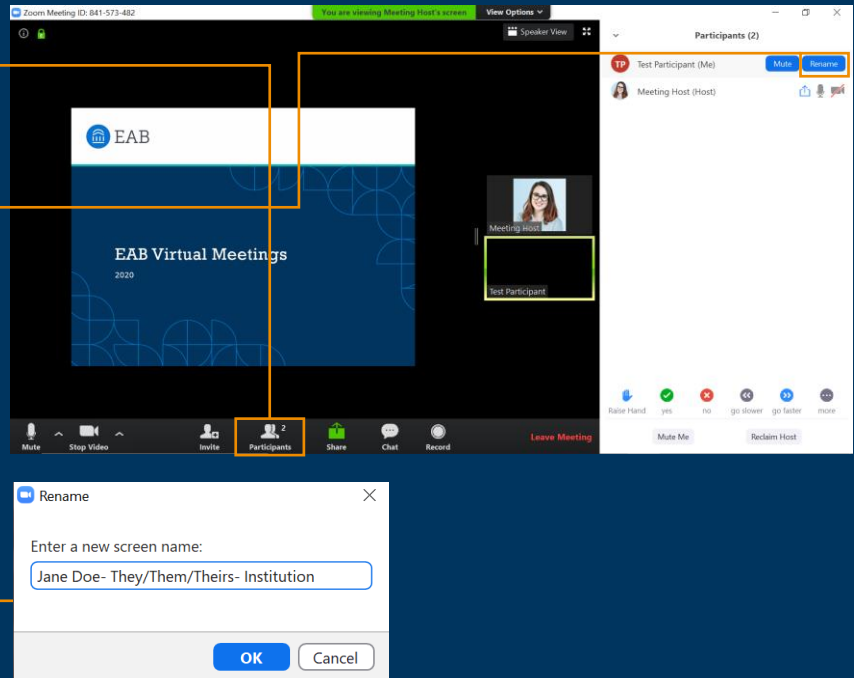 Zoom Meeting ID: 841-573-482
You are viewing Meeting Host's screen
View Options
Speaker View
EAB
EAB Virtual Meetings
2020
Meeting Host
Test Participant
Mute
Stop Video
Invite
2
Participants
Share
Chat
Record
Leave Meeting
Participants (2)
TP Test Participant (Me) Mute Rename
Meeting Host (Host)
Raise Hand yes no go slower go faster more
Mute Me Reclaim Host
Rename
Enter a new screen name:
Jane Doe- They/Them/Theirs- Institution
OK Cancel